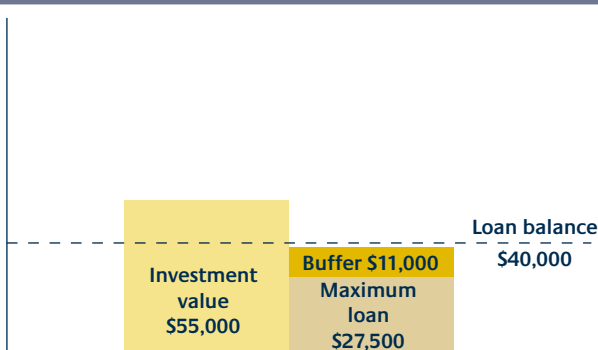 Loan balance
$40,000
Buffer $11,000
Investment
value
$55,000
Maximum
loan
$27,500